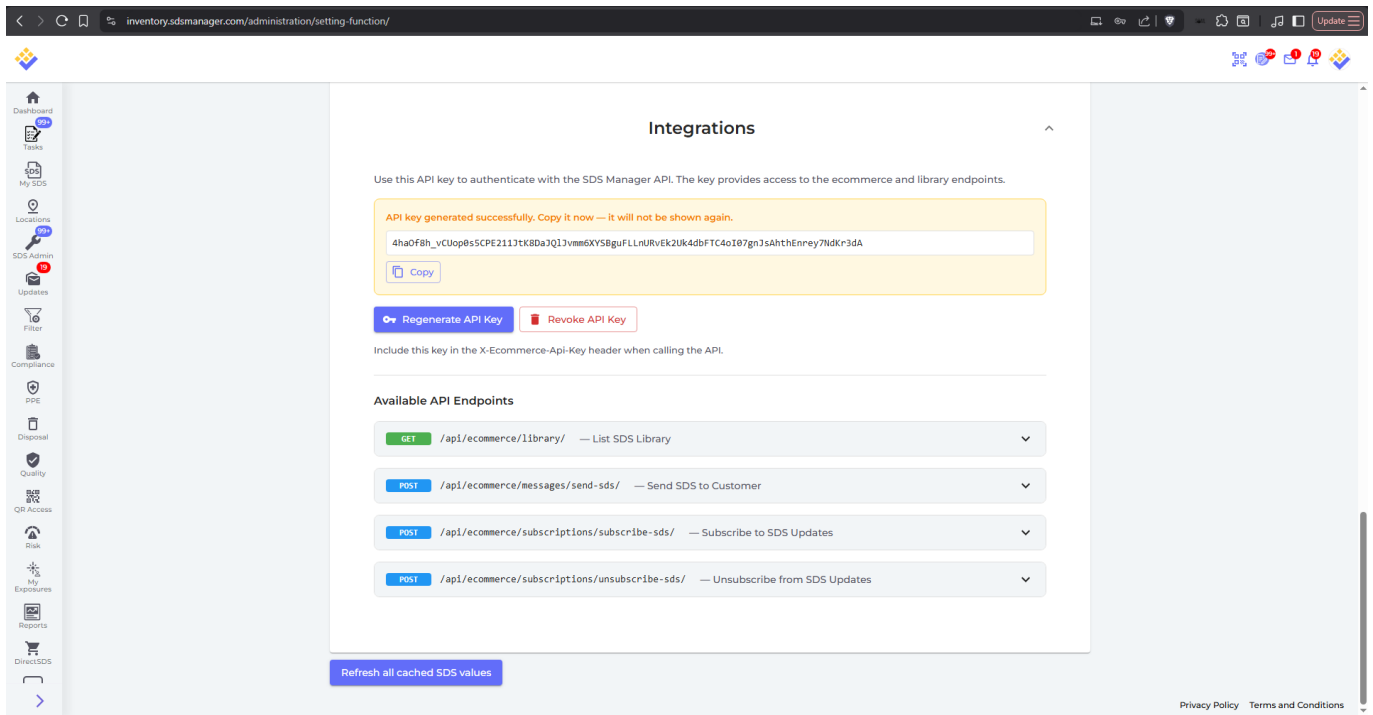 inventory.sdsmanager.com/administration/setting-function/
Update
99+
1
19
Dashboard
99+
Tasks
SDS
My SDS
Locations
99+
SDS Admin
19
Updates
Filter
Compliance
PPE
Disposal
Quality
QR Access
Risk
My
Exposures
Reports
DirectSDS
Integrations
Use this API key to authenticate with the SDS Manager API. The key provides access to the ecommerce and library endpoints.
API key generated successfully. Copy it now — it will not be shown again.
4haOf8h_vCUop0sSCPE211JtK8DaJQlJvmm6XYSBguFLLnURvEk2Uk4dbFTC4oI07gnJsAhthEnrey7NdKr3dA
Copy
Regenerate API Key
Revoke API Key
Include this key in the X-Ecommerce-Api-Key header when calling the API.
Available API Endpoints
GET /api/ecommerce/library/ — List SDS Library
POST /api/ecommerce/messages/send-sds/ — Send SDS to Customer
POST /api/ecommerce/subscriptions/subscribe-sds/ — Subscribe to SDS Updates
POST /api/ecommerce/subscriptions/unsubscribe-sds/ — Unsubscribe from SDS Updates
Refresh all cached SDS values
Privacy Policy Terms and Conditions